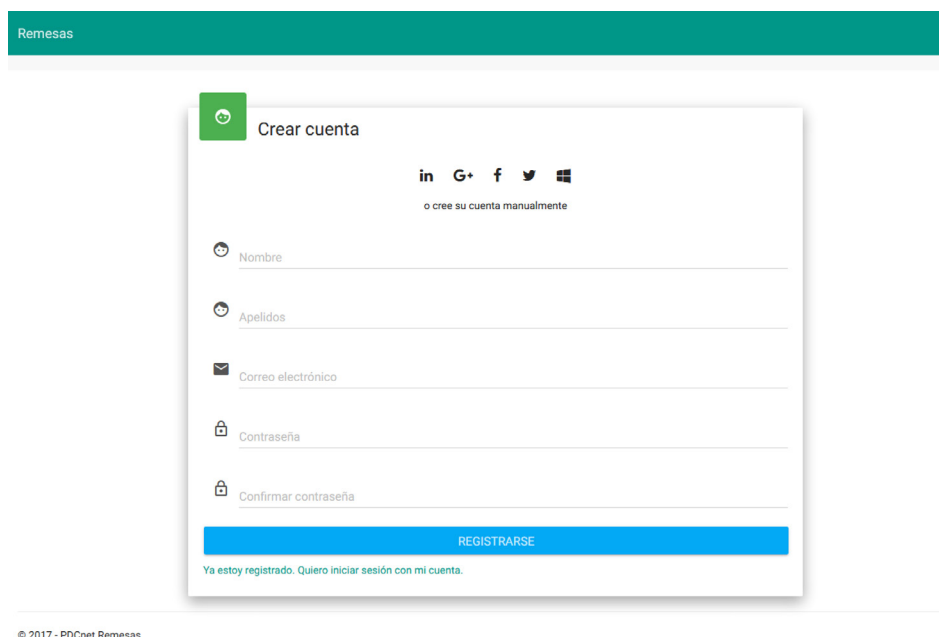 Remesas
Crear cuenta
in G+ f
o cree su cuenta manualmente
Nombre
Apelidos
Correo electrónico
Contraseña
Confirmar contraseña
REGISTRARSE
Ya estoy registrado. Quiero iniciar sesión con mi cuenta.
© 2017 - PDCnet Remesas